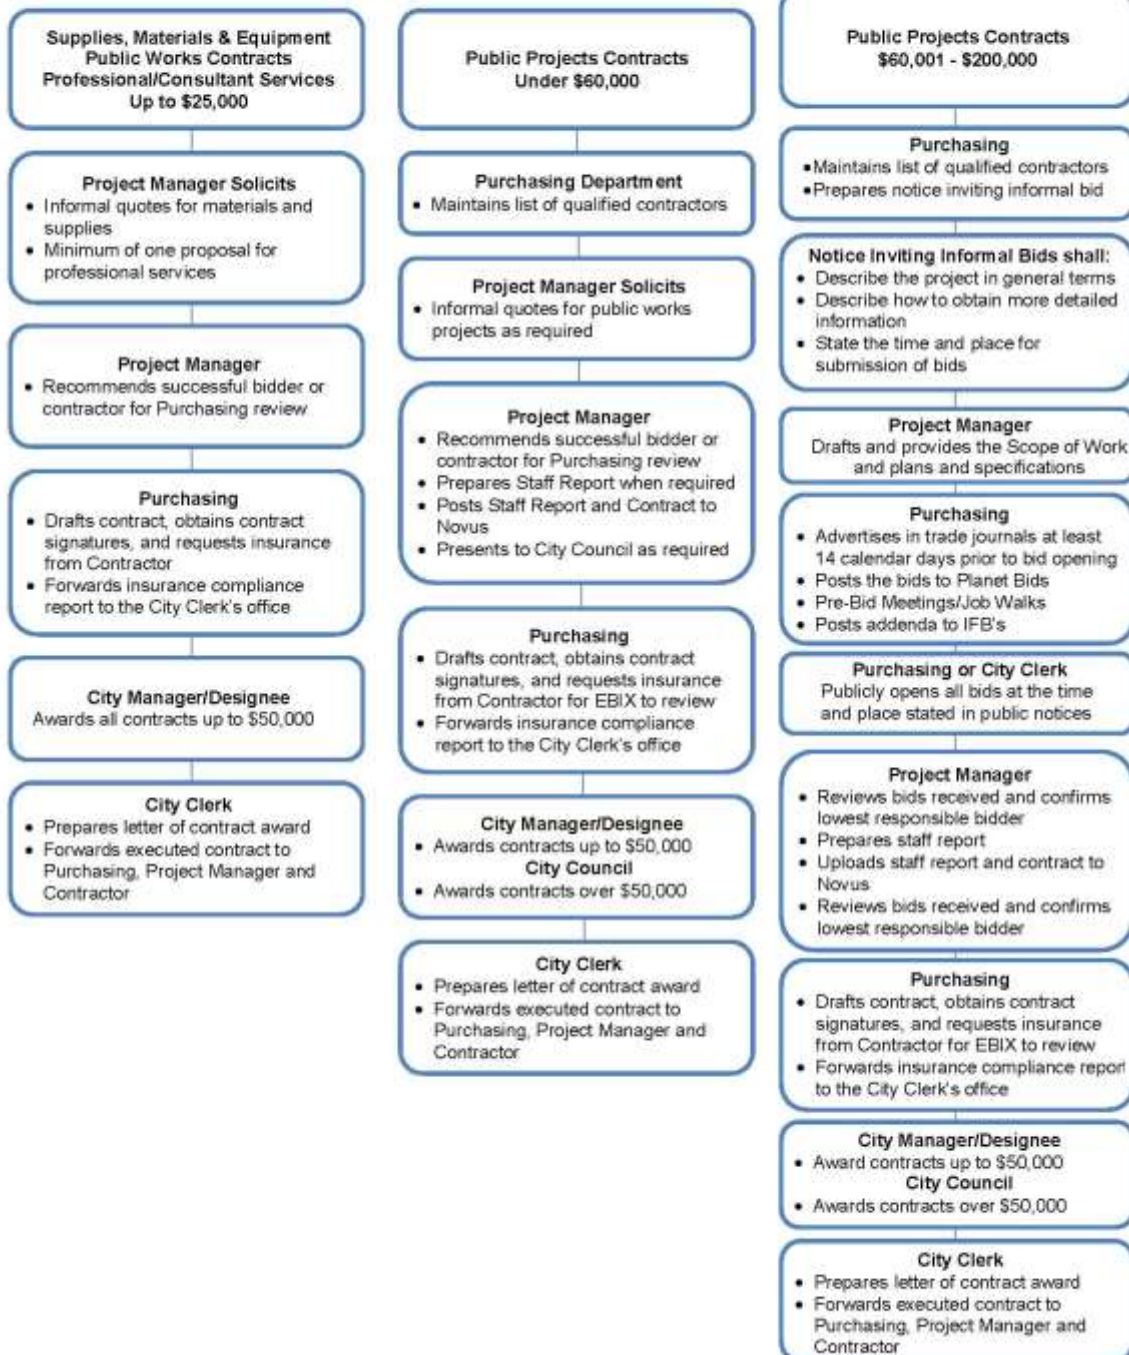 Supplies, Materials & Equipment
Public Works Contracts
Professional/Consultant Services
Up to $25,000
Project Manager Solicits
• Informal quotes for materials and
supplies
• Minimum of one proposal for
professional services
Project Manager
• Recommends successful bidder or
contractor for Purchasing review
Purchasing
• Drafts contract, obtains contract
signatures, and requests insurance
from Contractor
• Forwards insurance compliance
report to the City Clerk's office
City Manager/Designee
Awards all contracts up to $50,000
City Clerk
• Prepares letter of contract award
• Forwards executed contract to
Purchasing, Project Manager and
Contractor
Public Projects Contracts
Under $60,000
Purchasing Department
• Maintains list of qualified contractors
Project Manager Solicits
• Informal quotes for public works
projects as required
Project Manager
• Recommends successful bidder or
contractor for Purchasing review
• Prepares Staff Report when required
• Posts Staff Report and Contract to
Novus
• Presents to City Council as required
Purchasing
• Drafts contract, obtains contract
signatures, and requests insurance
from Contractor for EBIX to review
• Forwards insurance compliance
report to the City Clerk's office
City Manager/Designee
• Awards contracts up to $50,000
City Council
• Awards contracts over $50,000
City Clerk
• Prepares letter of contract award
• Forwards executed contract to
Purchasing, Project Manager and
Contractor
Public Projects Contracts
$60,001 - $200,000
Purchasing
• Maintains list of qualified contractors
• Prepares notice inviting informal bid
Notice Inviting Informal Bids shall:
• Describe the project in general terms
• Describe how to obtain more detailed
information
• State the time and place for
submission of bids
Project Manager
Drafts and provides the Scope of Work
and plans and specifications
Purchasing
• Advertises in trade journals at least
14 calendar days prior to bid opening
• Posts the bids to Planet Bids
• Pre-Bid Meetings/Job Walks
• Posts addenda to IFB's
Purchasing or City Clerk
Publicly opens all bids at the time
and place stated in public notices
Project Manager
• Reviews bids received and confirms
lowest responsible bidder
• Prepares staff report
• Uploads staff report and contract to
Novus
• Reviews bids received and confirms
lowest responsible bidder
Purchasing
• Drafts contract, obtains contract
signatures, and requests insurance
from Contractor for EBIX to review
• Forwards insurance compliance report
to the City Clerk's office
City Manager/Designee
• Award contracts up to $50,000
City Council
• Awards contracts over $50,000
City Clerk
• Prepares letter of contract award
• Forwards executed contract to
Purchasing, Project Manager and
Contractor